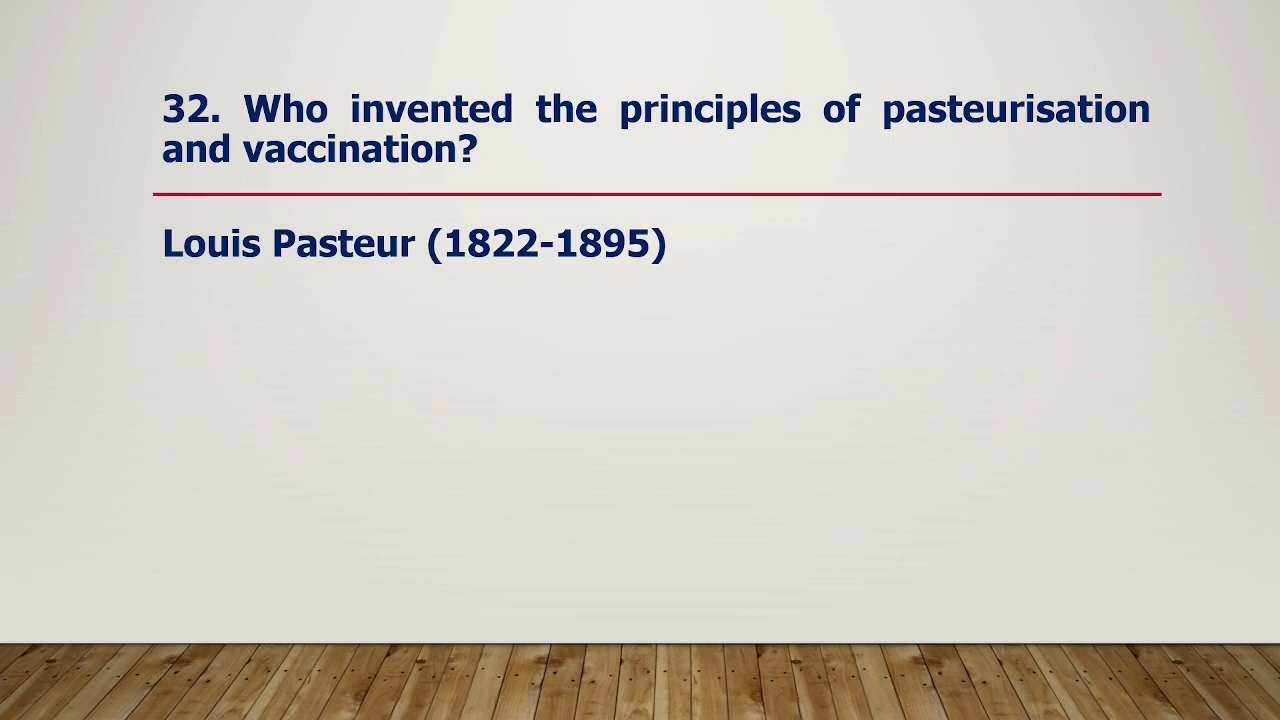 32. Who invented the principles of pasteurisation
and vaccination?
Louis Pasteur (1822-1895)